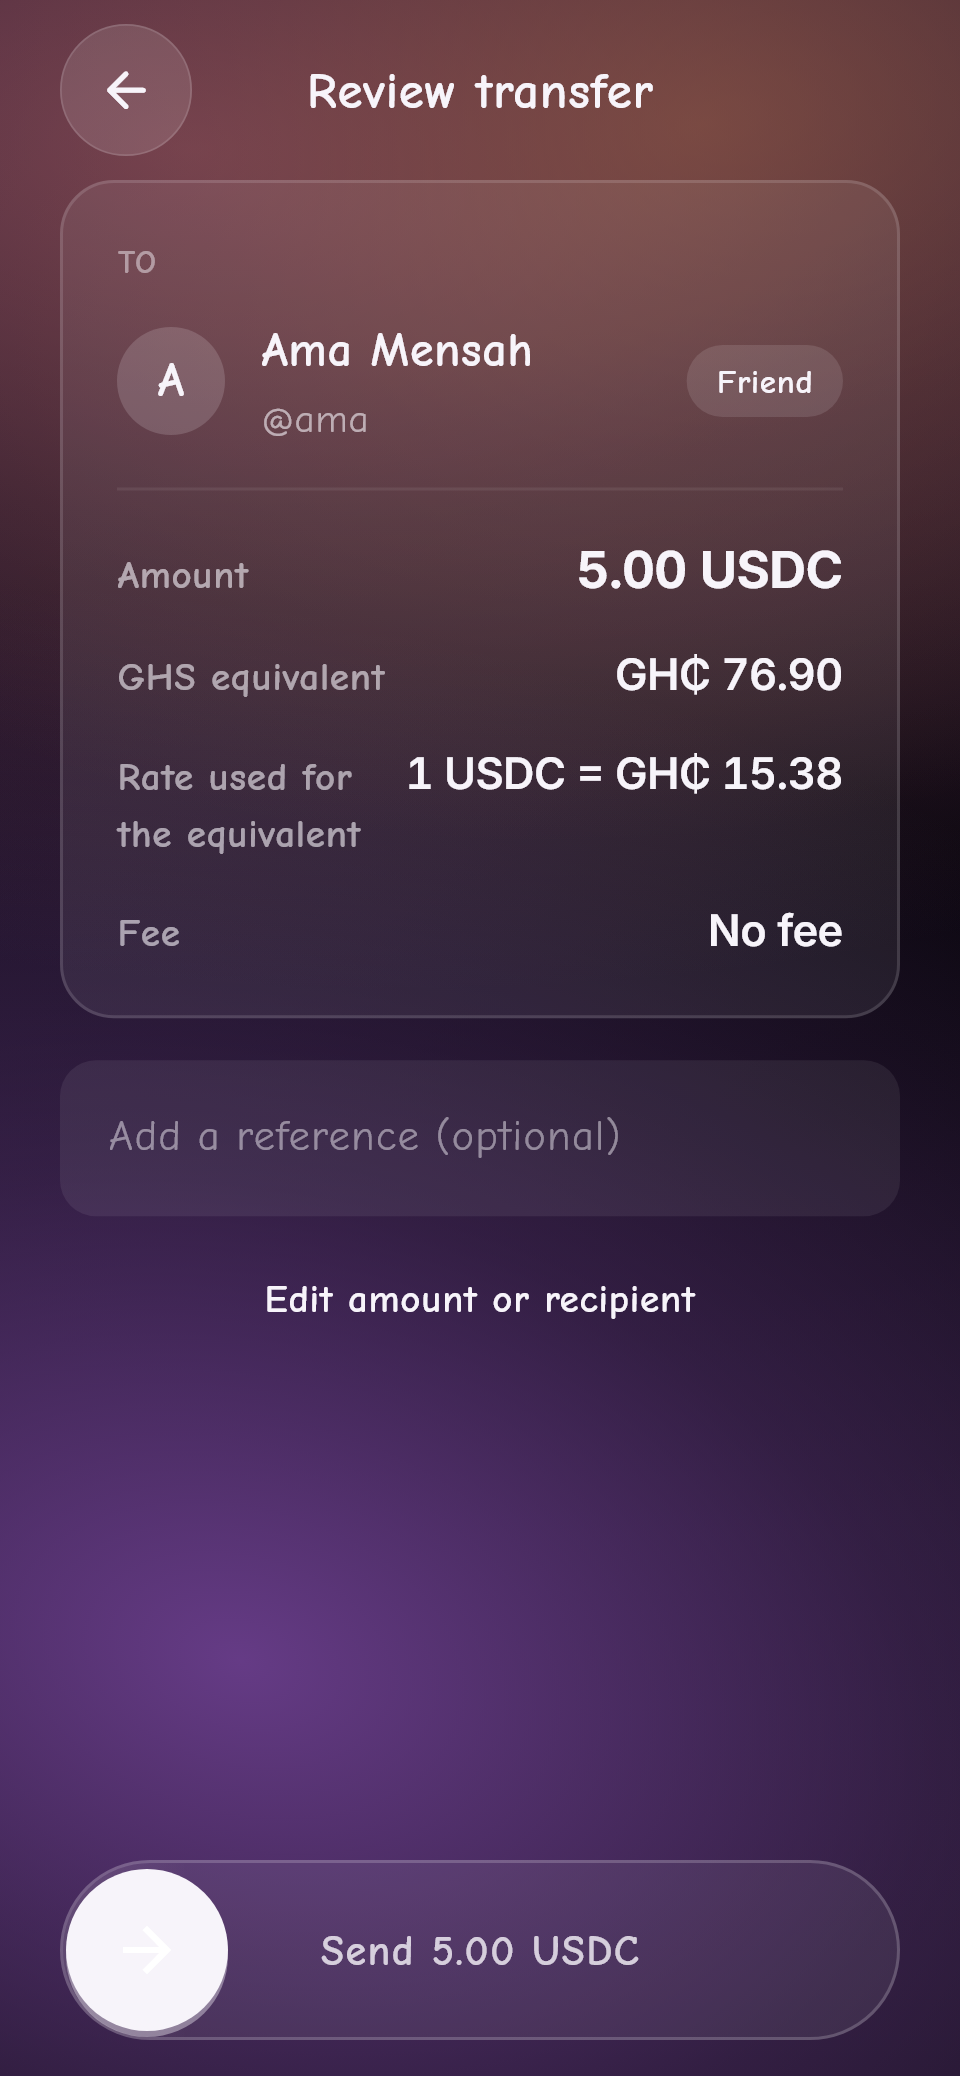 Review transfer
TO
A
Ama Mensah
@ama
Friend
Amount
5.00 USDC
GHS equivalent
GH₵ 76.90
Rate used for
the equivalent
1 USDC = GH₵ 15.38
Fee
No fee
Add a reference (optional)
Edit amount or recipient
Send 5.00 USDC